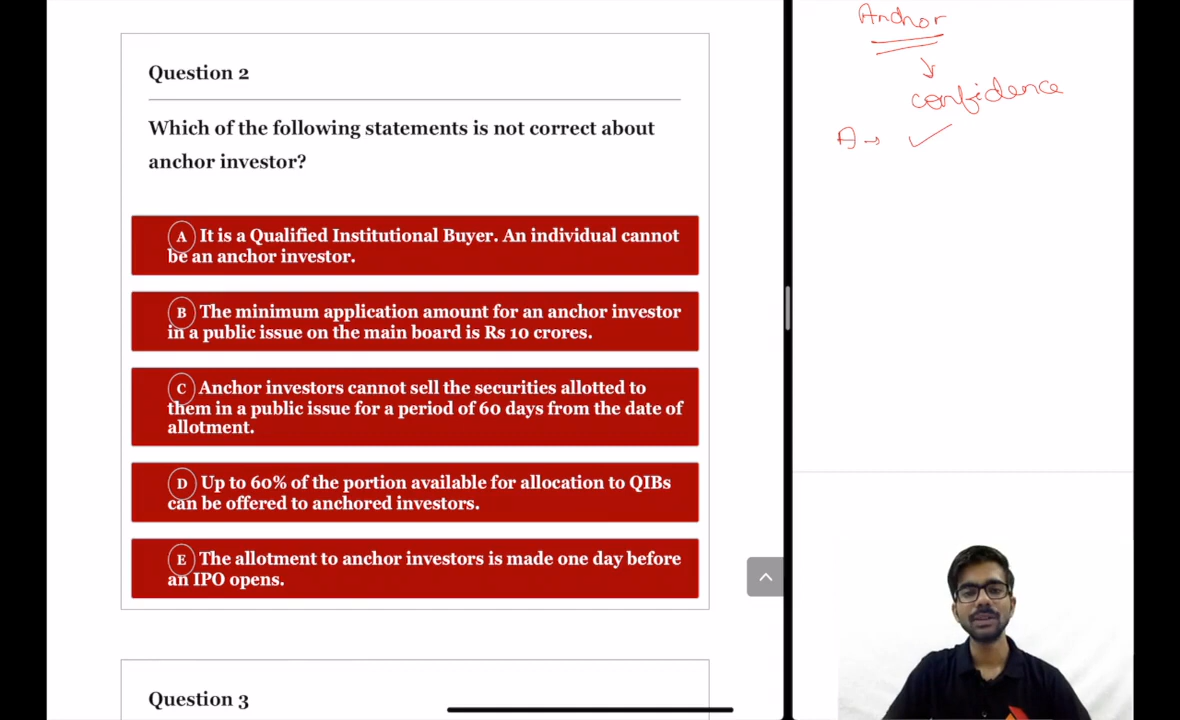 Question 2
Which of the following statements is not correct about
anchor investor?
A It is a Qualified Institutional Buyer. An individual cannot
be an anchor investor.
B The minimum application amount for an anchor investor
in a public issue on the main board is Rs 10 crores.
C Anchor investors cannot sell the securities allotted to
them in a public issue for a period of 60 days from the date of
allotment.
D Up to 60% of the portion available for allocation to QIBs
can be offered to anchored investors.
E The allotment to anchor investors is made one day before
an IPO opens.
Question 3
Anchor
↓
confidence
A → ✓